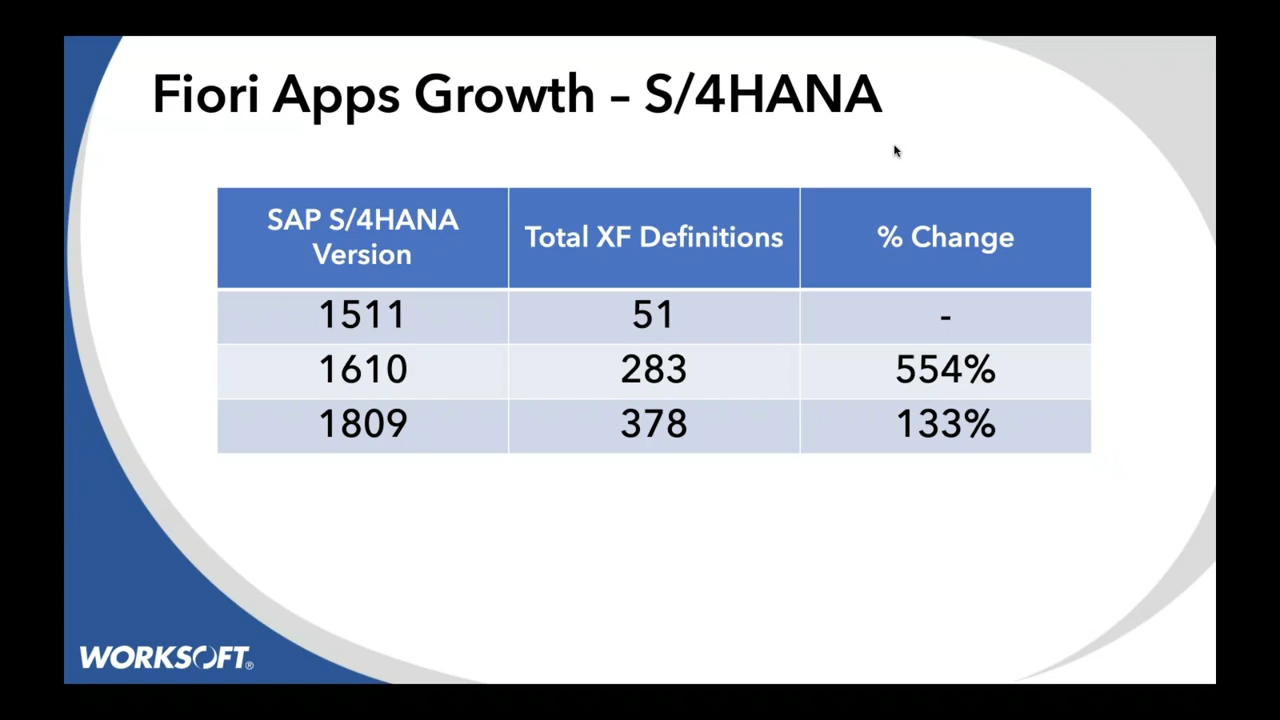 Fiori Apps Growth – S/4HANA
SAP S/4HANA
Version
Total XF Definitions
% Change
1511
51
-
1610
283
554%
1809
378
133%
WORKSOFT®